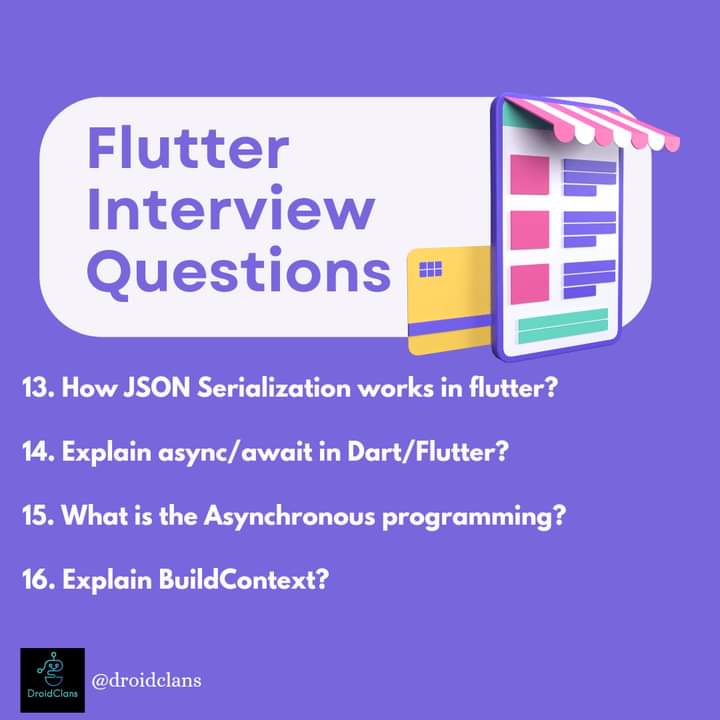 Flutter
Interview
Questions
13. How JSON Serialization works in flutter?
14. Explain async/await in Dart/Flutter?
15. What is the Asynchronous programming?
16. Explain BuildContext?
DroidClans
@droidclans